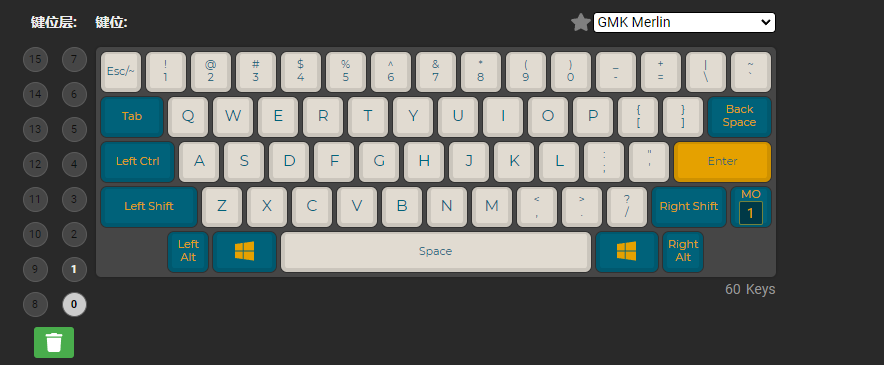 键位层: 键位: GMK Merlin
15 7
Esc/~ ! 1 @ 2 # 3 $ 4 % 5 ^ 6 & 7 * 8 ( 9 ) 0 _ - + = | \ ~ `
14 6
Tab Q W E R T Y U I O P { [ } ] Back Space
13 5
12 4
Left Ctrl A S D F G H J K L : ; " ' Enter
11 3
Left Shift Z X C V B N M < , > . ? / Right Shift MO 1
10 2
Left Alt Space Right Alt
9 1
60 Keys
8 0